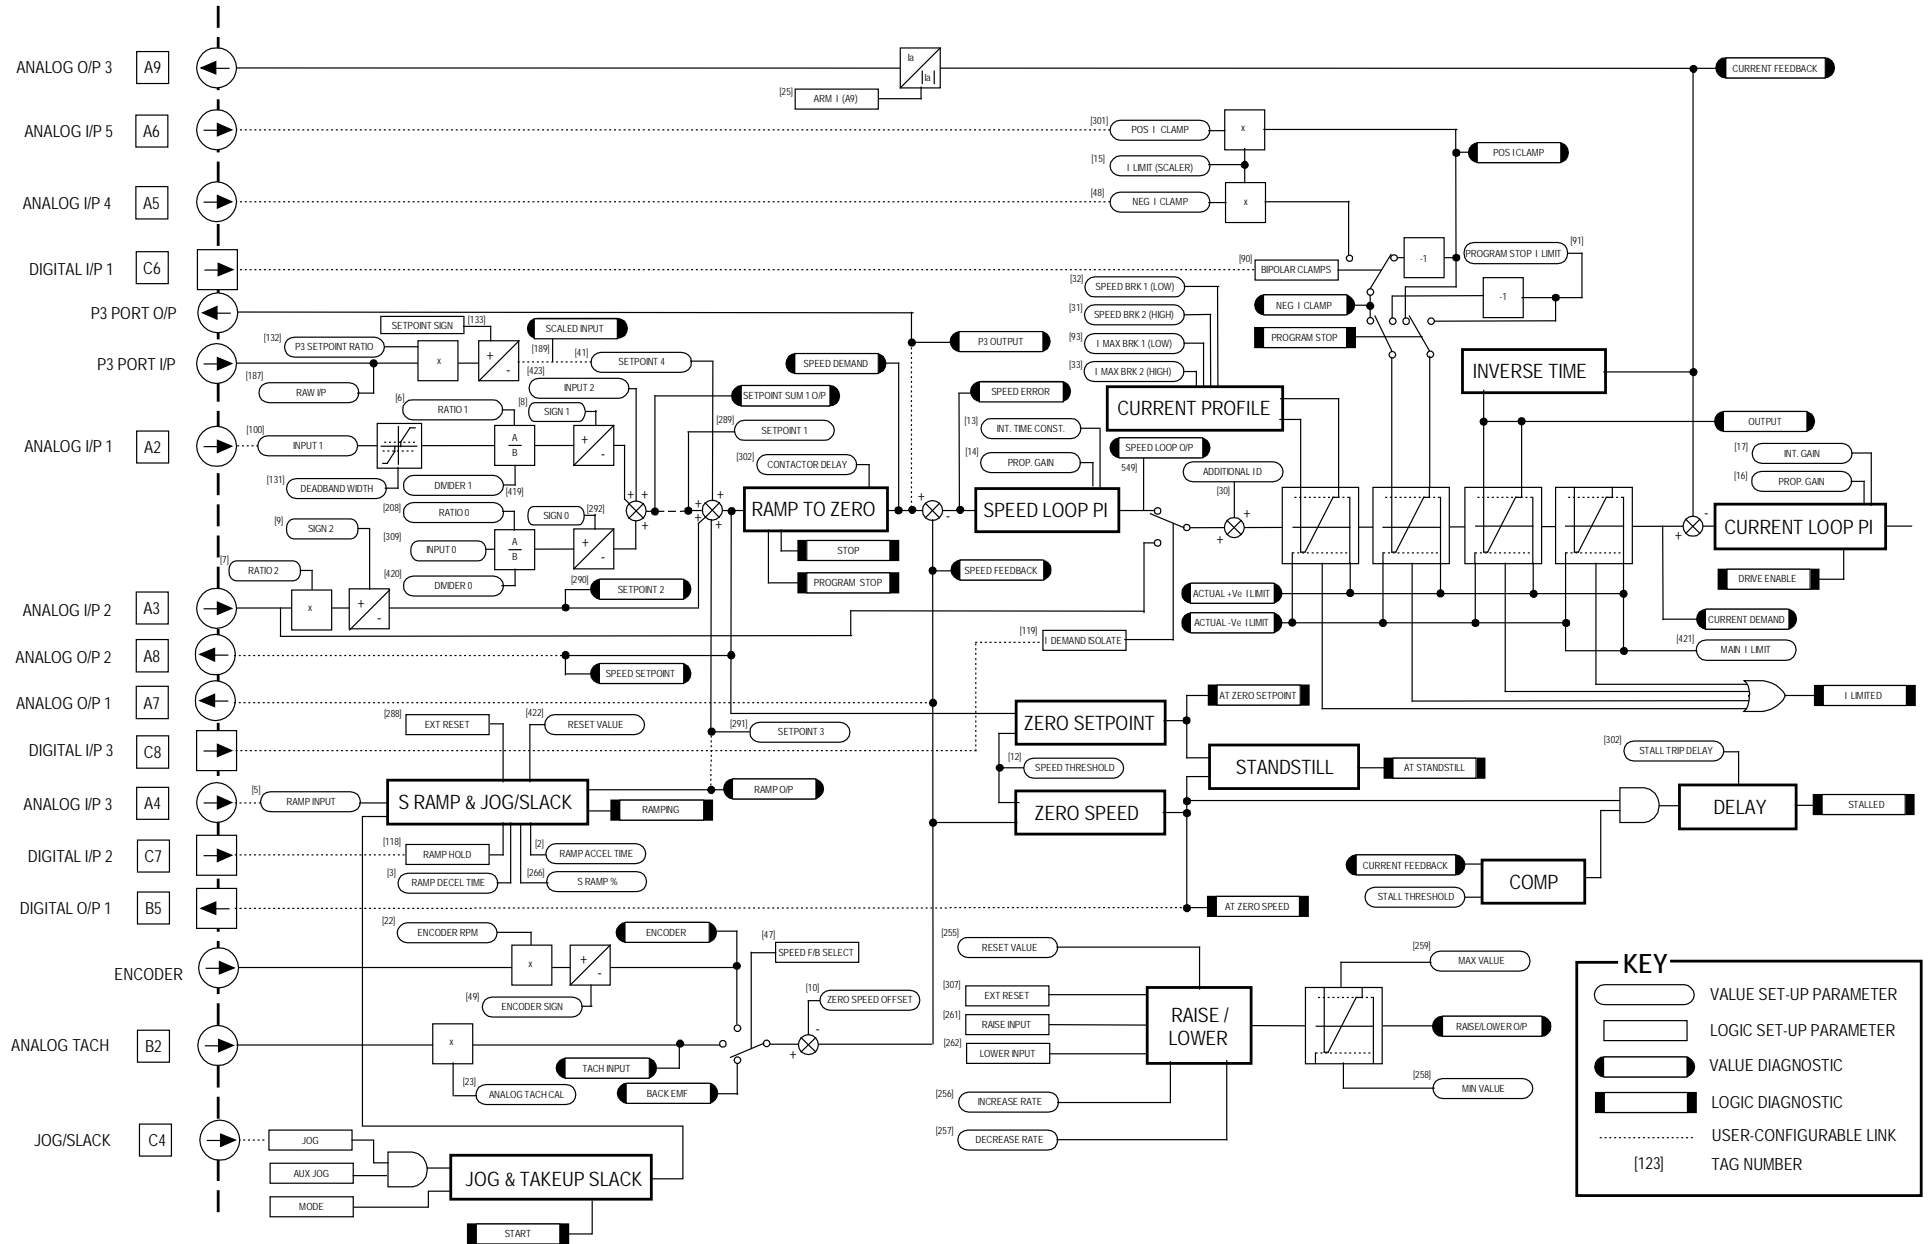 ANALOG O/P 3 A9
Ia
|Ia|
[25] ARM I (A9)
CURRENT FEEDBACK
ANALOG I/P 5 A6
[301] POS I CLAMP
x
POS I CLAMP
[15] I LIMIT (SCALER)
ANALOG I/P 4 A5
[48] NEG I CLAMP
x
DIGITAL I/P 1 C6
[90] BIPOLAR CLAMPS
-1
PROGRAM STOP I LIMIT [91]
-1
NEG I CLAMP
PROGRAM STOP
P3 PORT O/P
[32] SPEED BRK 1 (LOW)
[31] SPEED BRK 2 (HIGH)
[93] I MAX BRK 1 (LOW)
[33] I MAX BRK 2 (HIGH)
CURRENT PROFILE
INVERSE TIME
SETPOINT SIGN [133]
SCALED INPUT
[189]
[132] P3 SETPOINT RATIO
x
+
-
[41] SETPOINT 4
P3 PORT I/P
[187] RAW I/P
P3 OUTPUT
SPEED DEMAND
[423] INPUT 2
SETPOINT SUM 1 O/P
SPEED ERROR
[6] RATIO 1
[8] SIGN 1
ANALOG I/P 1 A2
[100] INPUT 1
A
B
+
-
[131] DEADBAND WIDTH
DIVIDER 1 [419]
[289] SETPOINT 1
[13] INT. TIME CONST.
[14] PROP. GAIN
SPEED LOOP O/P
549]
OUTPUT
[17] INT. GAIN
[16] PROP. GAIN
[302] CONTACTOR DELAY
ADDITIONAL ID
[30]
[208] RATIO 0
SIGN 0 [292]
[9] SIGN 2
[309] INPUT 0
A
B
+
-
[420] DIVIDER 0
+
+
+
+
+
+
+
RAMP TO ZERO
+
-
SPEED LOOP PI
+
+
-
+
CURRENT LOOP PI
STOP
PROGRAM STOP
SPEED FEEDBACK
DRIVE ENABLE
[7] RATIO 2
[290] SETPOINT 2
ANALOG I/P 2 A3
x
+
-
ACTUAL +Ve I LIMIT
ACTUAL -Ve I LIMIT
[119] I DEMAND ISOLATE
CURRENT DEMAND
[421] MAIN I LIMIT
ANALOG O/P 2 A8
SPEED SETPOINT
ANALOG O/P 1 A7
AT ZERO SETPOINT
I LIMITED
[288] EXT RESET
[422] RESET VALUE
[291] SETPOINT 3
ZERO SETPOINT
DIGITAL I/P 3 C8
[12] SPEED THRESHOLD
STANDSTILL
AT STANDSTILL
[302] STALL TRIP DELAY
ANALOG I/P 3 A4
[5] RAMP INPUT
S RAMP & JOG/SLACK
RAMP O/P
RAMPING
ZERO SPEED
DELAY
STALLED
DIGITAL I/P 2 C7
[118] RAMP HOLD
[2] RAMP ACCEL TIME
[3] RAMP DECEL TIME
[266] S RAMP %
CURRENT FEEDBACK
STALL THRESHOLD
COMP
DIGITAL O/P 1 B5
AT ZERO SPEED
[22] ENCODER RPM
ENCODER
[47] SPEED F/B SELECT
ENCODER
x
+
-
[49] ENCODER SIGN
[10] ZERO SPEED OFFSET
-
+
ANALOG TACH B2
x
TACH INPUT
[23] ANALOG TACH CAL
BACK EMF
[255] RESET VALUE
[307] EXT RESET
[261] RAISE INPUT
[262] LOWER INPUT
RAISE /
LOWER
[259] MAX VALUE
RAISE/LOWER O/P
[258] MIN VALUE
[256] INCREASE RATE
[257] DECREASE RATE
JOG/SLACK C4
JOG
AUX JOG
MODE
JOG & TAKEUP SLACK
START
KEY
VALUE SET-UP PARAMETER
LOGIC SET-UP PARAMETER
VALUE DIAGNOSTIC
LOGIC DIAGNOSTIC
USER-CONFIGURABLE LINK
[123] TAG NUMBER